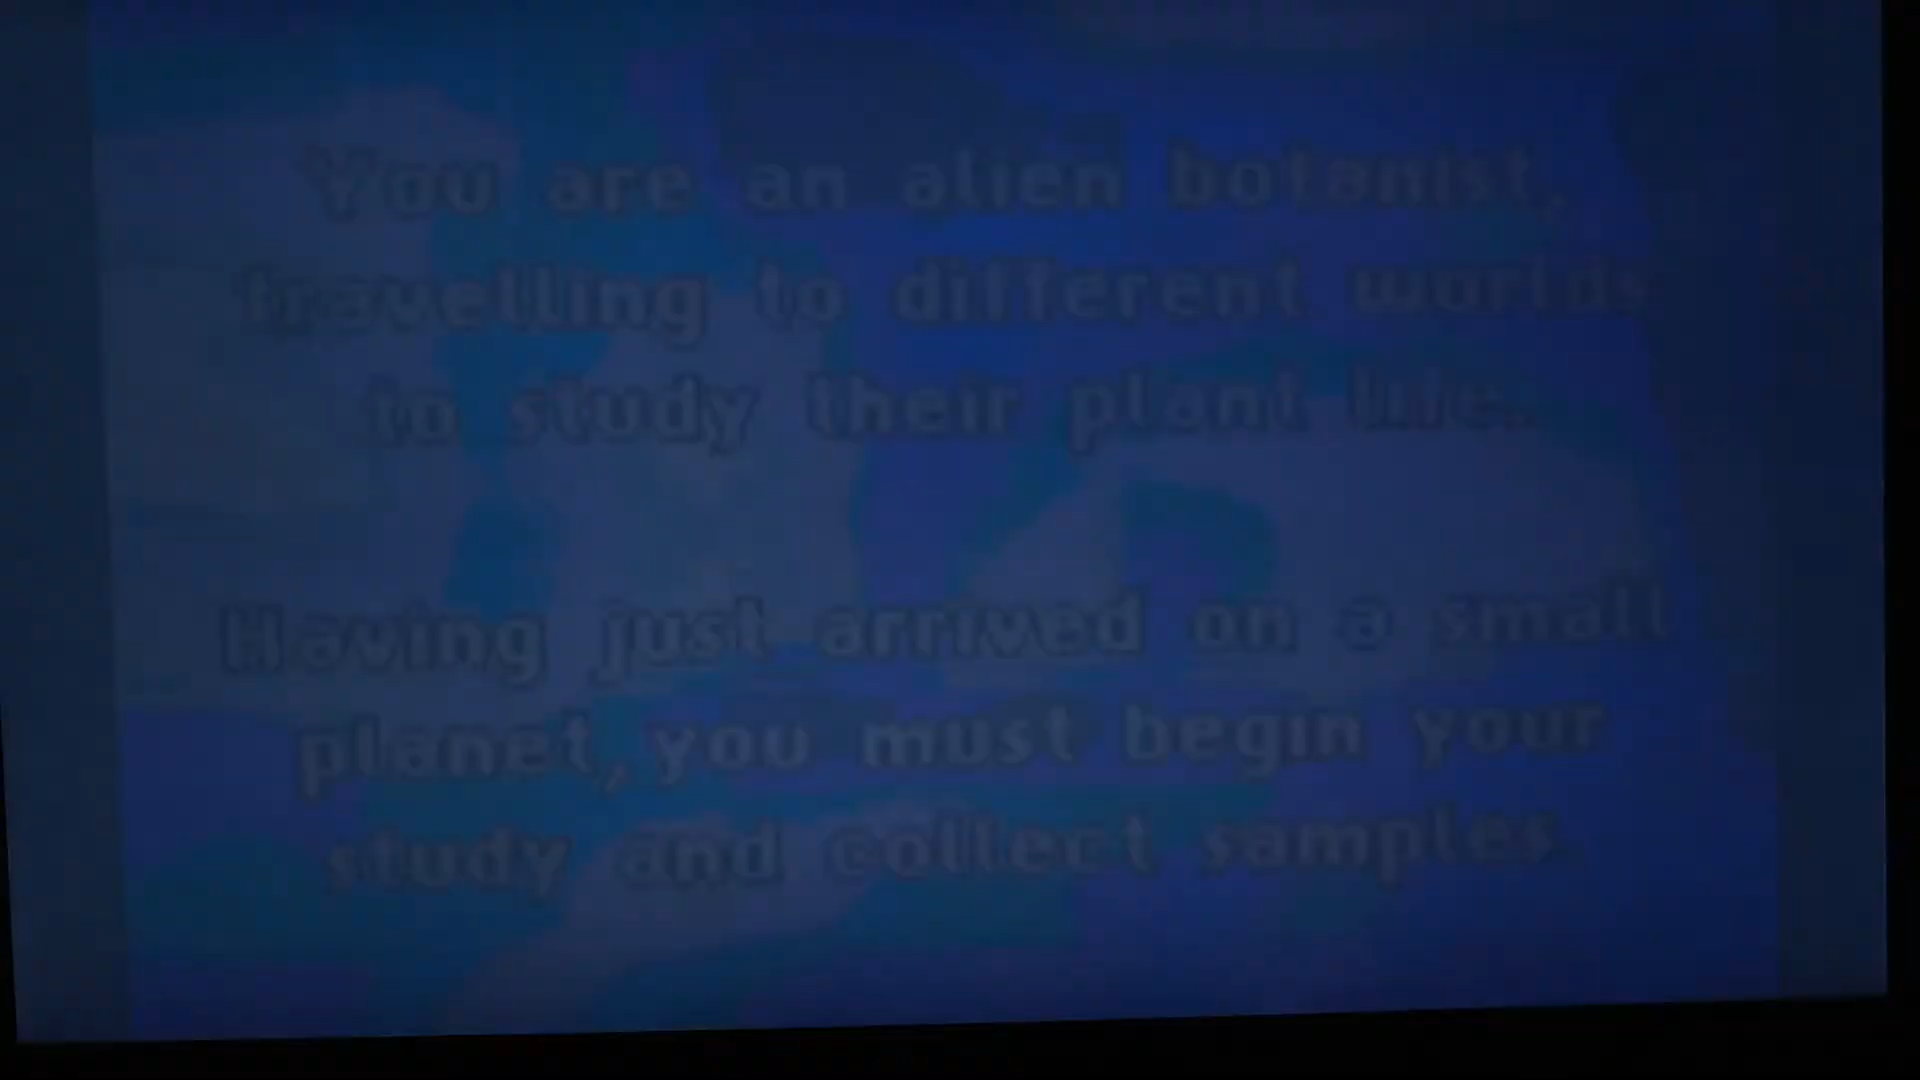 You are an alien botanist,
travelling to different worlds
to study their plant life.
Having just arrived on a small
planet, you must begin your
study and collect samples.